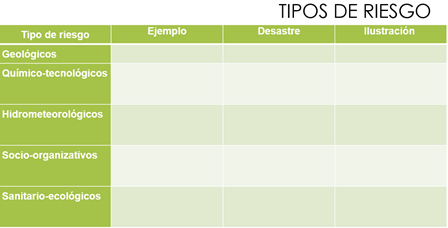 TIPOS DE RIESGO
Tipo de riesgo Ejemplo Desastre Ilustración
Geológicos
Químico-tecnológicos
Hidrometeorológicos
Socio-organizativos
Sanitario-ecológicos